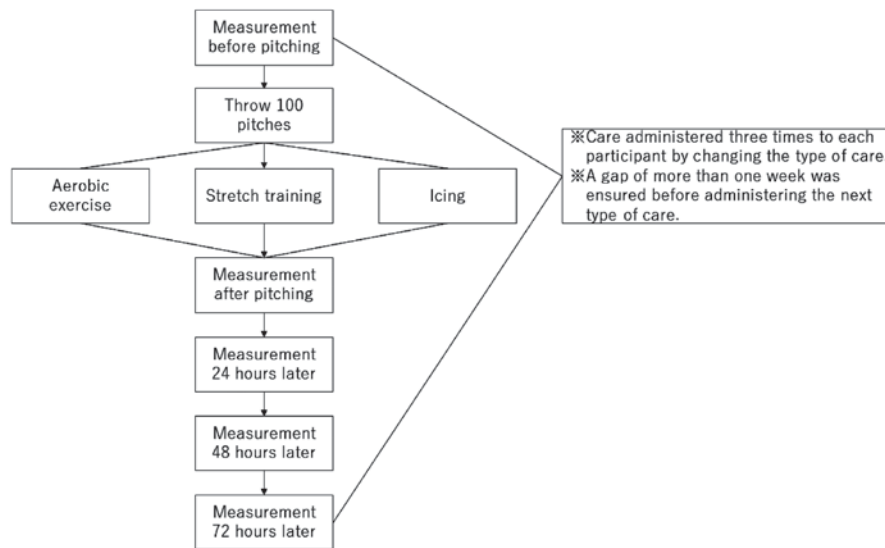 Measurement
before pitching
Throw 100
pitches
Aerobic
exercise
Stretch training
Icing
Measurement
after pitching
Measurement
24 hours later
Measurement
48 hours later
Measurement
72 hours later
※Care administered three times to each
participant by changing the type of care
※A gap of more than one week was
ensured before administering the next
type of care.